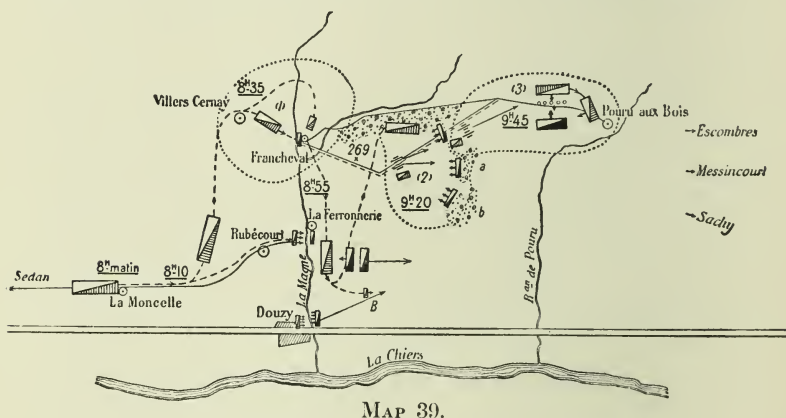 8H35
(3)
Villers Cernay
(1)
Pouru aux Bois
9H45
Escombres
Francheval
269
(2)
a
Messincourt
8H55
9H20
b
La Ferronnerie
Sachy
Rubécourt
8H matin
8H10
Sedan
La Moncelle
La Magne
Rau de Pouru
B
Douzy
La Chiers
MAP 39.